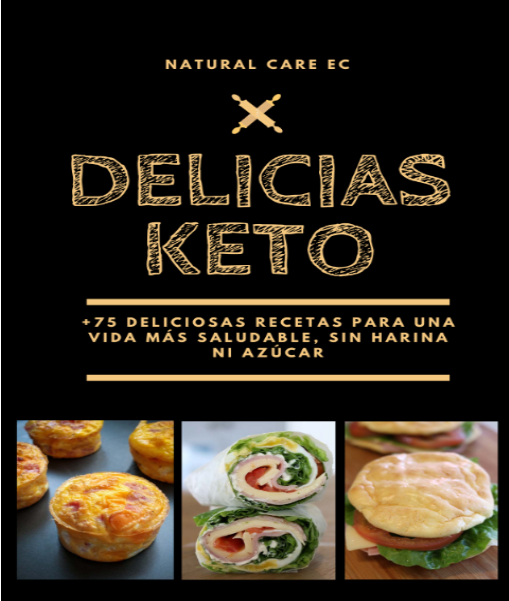 NATURAL CARE EC
DELICIAS
KETO
+75 DELICIOSAS RECETAS PARA UNA
VIDA MÁS SALUDABLE, SIN HARINA
NI AZÚCAR